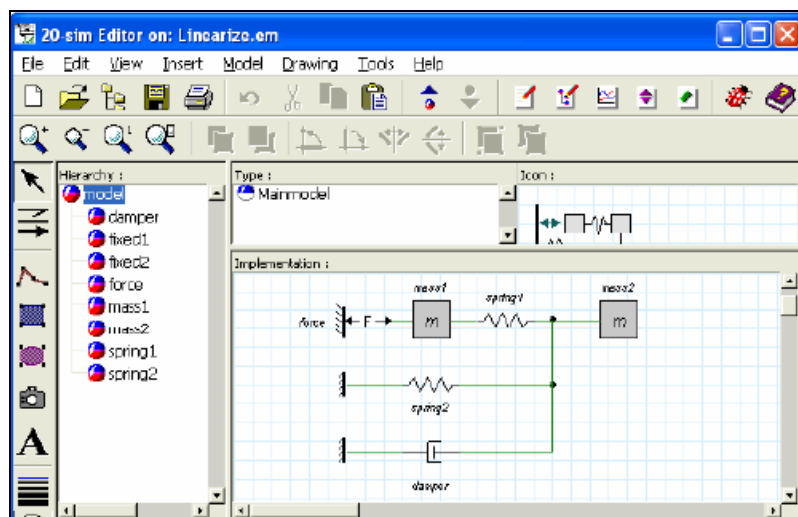 20-sim Editor on: Linearize.em
File Edit View Insert Model Drawing Tools Help
Hierarchy :
model
damper
fixed1
fixed2
force
mass1
mass2
spring1
spring2
Type :
Mainmodel
Icon :
Implementation :
mass1
spring1
mass2
force
F
m
m
spring2
damper
A